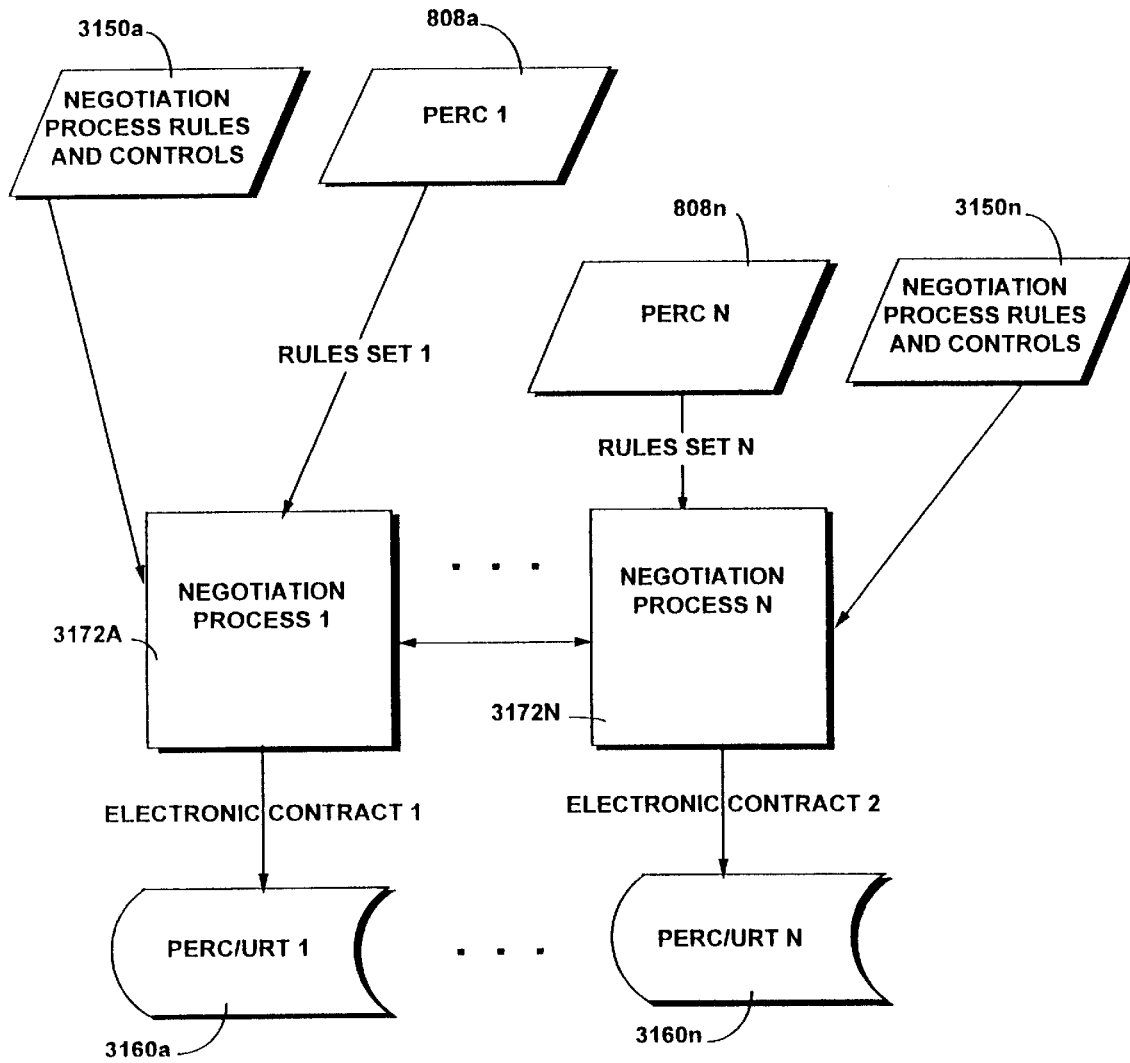 3150a
808a
NEGOTIATION
PROCESS RULES
AND CONTROLS
PERC 1
808n
3150n
PERC N
NEGOTIATION
PROCESS RULES
AND CONTROLS
RULES SET 1
RULES SET N
NEGOTIATION
PROCESS 1
. . .
NEGOTIATION
PROCESS N
3172A
3172N
ELECTRONIC CONTRACT 1
ELECTRONIC CONTRACT 2
PERC/URT 1
. . .
PERC/URT N
3160a
3160n